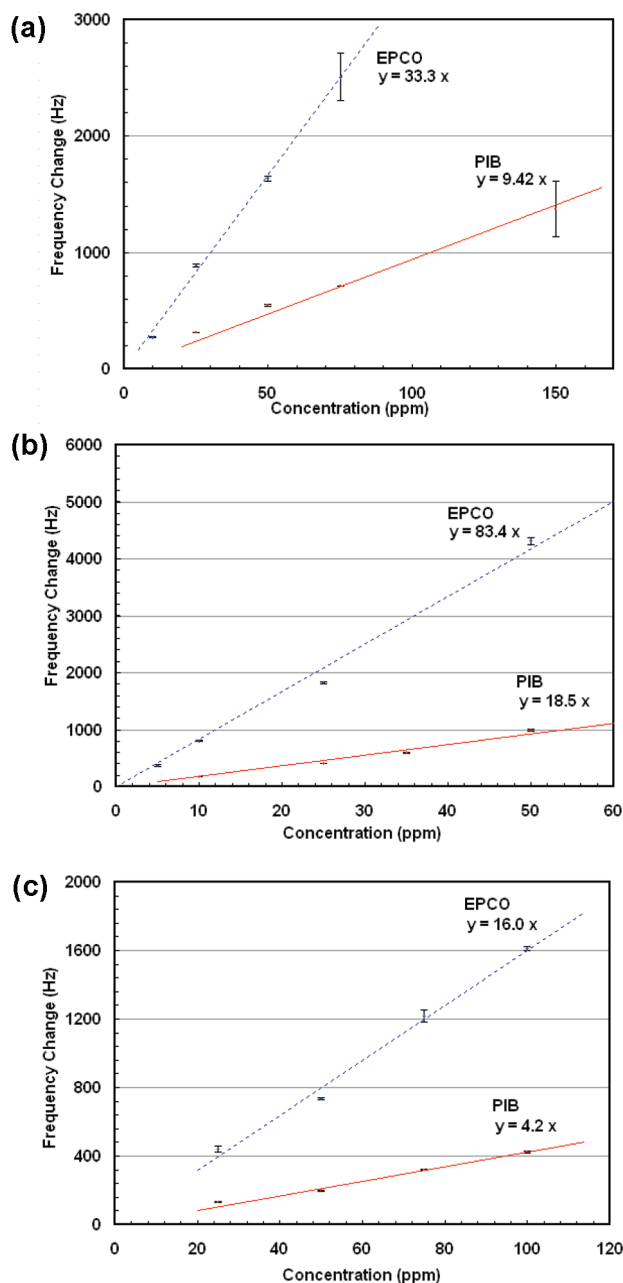 (a)
3000
2000
1000
0
Frequency Change (Hz)
EPCO
y = 33.3 x
PIB
y = 9.42 x
0 50 100 150
Concentration (ppm)
(b)
6000
5000
4000
3000
2000
1000
0
Frequency Change (Hz)
EPCO
y = 83.4 x
PIB
y = 18.5 x
0 10 20 30 40 50 60
Concentration (ppm)
(c)
2000
1600
1200
800
400
0
Frequency Change (Hz)
EPCO
y = 16.0 x
PIB
y = 4.2 x
0 20 40 60 80 100 120
Concentration (ppm)